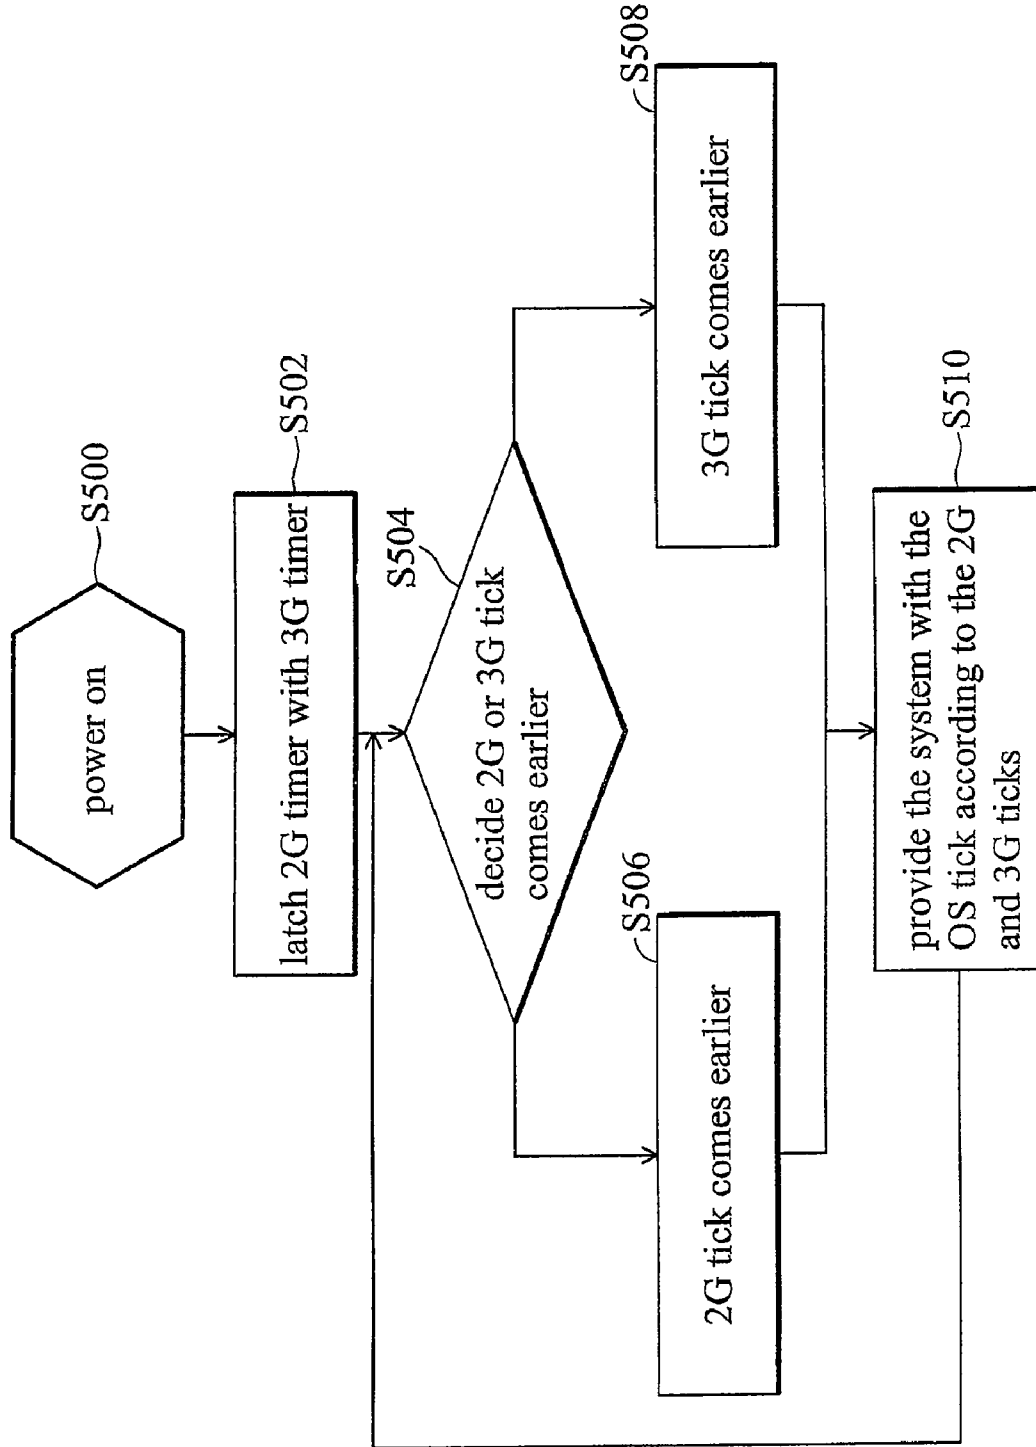 power on
S500
latch 2G timer with 3G timer
S502
decide 2G or 3G tick
comes earlier
S504
2G tick comes earlier
S506
3G tick comes earlier
S508
provide the system with the
OS tick according to the 2G
and 3G ticks
S510